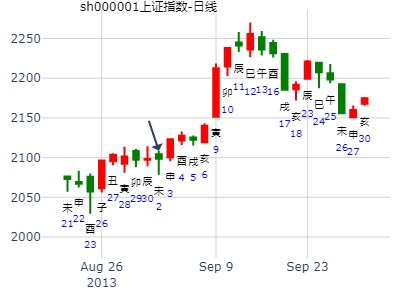 sh000001上证指数-日线
2250
2200
2150
2100
2050
2000
未 21
申 22
酉 23
子 26
丑 27
寅 28
卯 29
辰 30
未 2
申 3
酉 4
戌 5
亥 6
寅 9
卯 10
辰 11
巳 12
午 13
酉 16
戌 17
亥 18
辰 23
巳 24
午 25
未 26
申 27
亥 30
Aug 26
2013
Sep 9
Sep 23